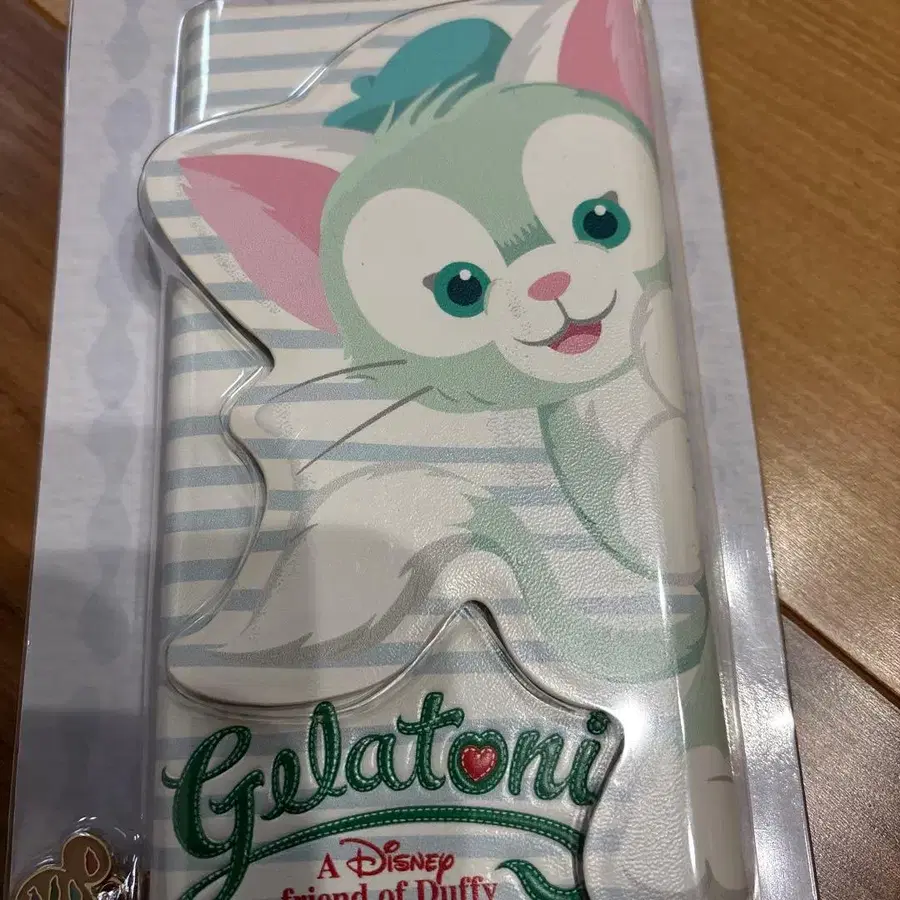 Gelatoni
A Disney
friend of Duffy